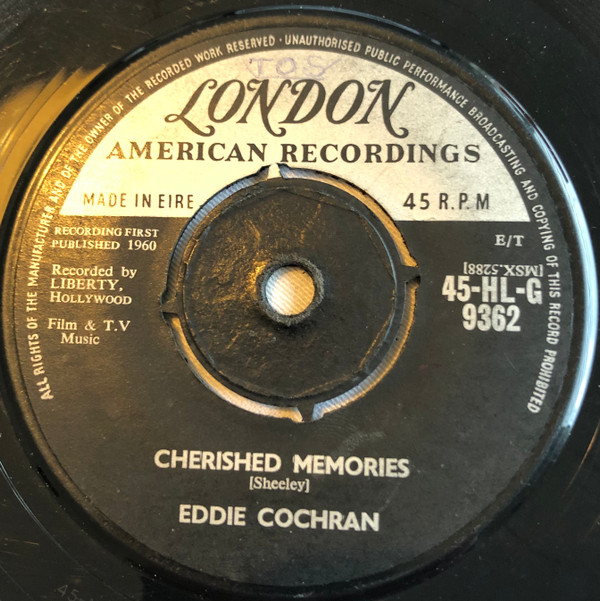 ALL RIGHTS OF THE MANUFACTURER AND OF THE OWNER OF THE RECORDED WORK RESERVED · UNAUTHORISED PUBLIC PERFORMANCE BROADCASTING AND COPYING OF THIS RECORD PROHIBITED
TOS
LONDON
AMERICAN RECORDINGS
MADE IN EIRE
45 R.P.M
RECORDING FIRST
PUBLISHED 1960
Recorded by
LIBERTY,
HOLLYWOOD
Film & T.V
Music
E/T
[MSX.5288]
45-HL-G
9362
CHERISHED MEMORIES
[Sheeley]
EDDIE COCHRAN